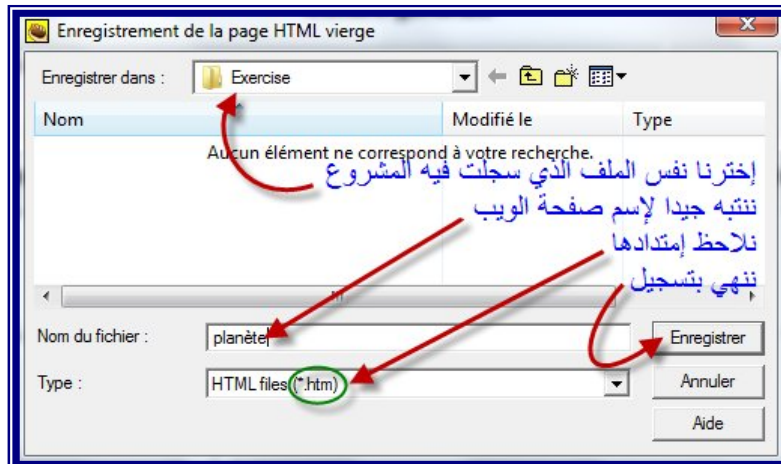 Enregistrement de la page HTML vierge
Enregistrer dans :
Exercise
Nom
Modifié le
Type
Aucun élément ne correspond à votre recherche.
إخترنا نفس الملف الذي سجلت فيه المشروع
ننتبه جيدا لإسم صفحة الويب
نلاحظ إمتدادها
ننهي بتسجيل
Nom du fichier :
planète
Enregistrer
Type :
HTML files (*.htm)
Annuler
Aide